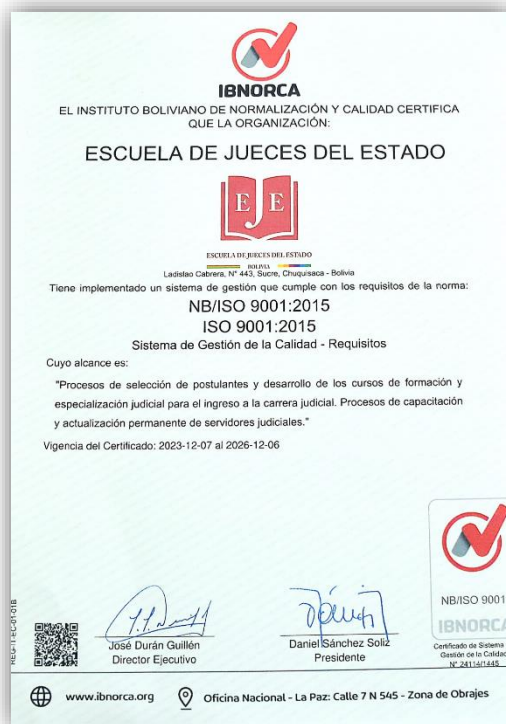 IBNORCA
EL INSTITUTO BOLIVIANO DE NORMALIZACIÓN Y CALIDAD CERTIFICA
QUE LA ORGANIZACIÓN:
ESCUELA DE JUECES DEL ESTADO
EJE
ESCUELA DE JUECES DEL ESTADO
BOLIVIA
Ladislao Cabrera, N° 443, Sucre, Chuquisaca - Bolivia
Tiene implementado un sistema de gestión que cumple con los requisitos de la norma:
NB/ISO 9001:2015
ISO 9001:2015
Sistema de Gestión de la Calidad - Requisitos
Cuyo alcance es:
"Procesos de selección de postulantes y desarrollo de los cursos de formación y
especialización judicial para el ingreso a la carrera judicial. Procesos de capacitación
y actualización permanente de servidores judiciales."
Vigencia del Certificado: 2023-12-07 al 2026-12-06
REG-TI-EC-01-01B
José Durán Guillén
Director Ejecutivo
Daniel Sánchez Soliz
Presidente
NB/ISO 9001
IBNORCA
Certificado de Sistema
Gestión de la Calidad
N° 24114/1445
www.ibnorca.org
Oficina Nacional - La Paz: Calle 7 N 545 - Zona de Obrajes